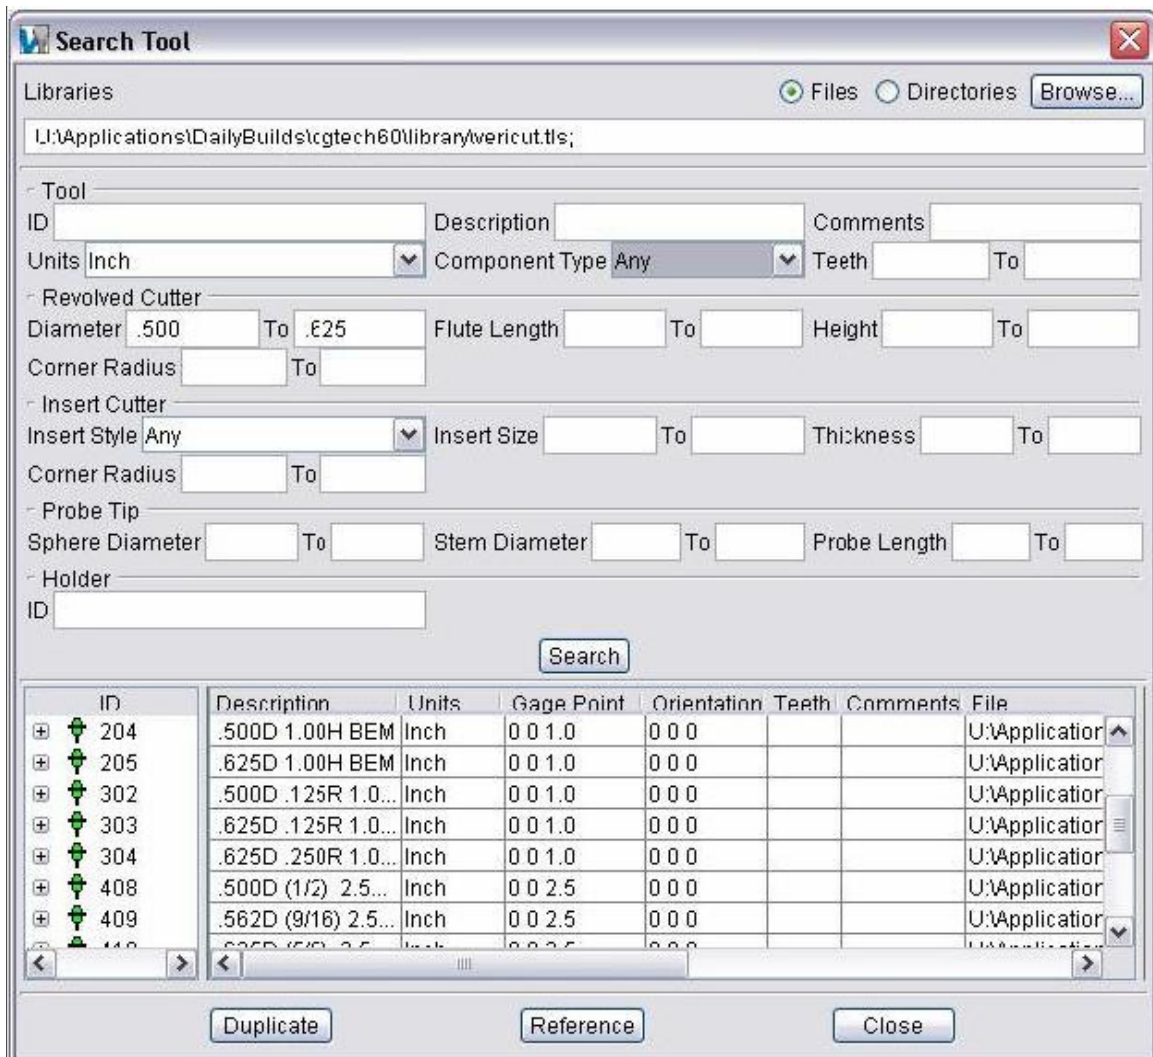 Search Tool
Libraries Files Directories Browse...
U:\Applications\DailyBuilds\cgtech60\library\vericut.tls;
Tool
ID Description Comments
Units Inch Component Type Any Teeth To
Revolved Cutter
Diameter .500 To .625 Flute Length To Height To
Corner Radius To
Insert Cutter
Insert Style Any Insert Size To Thickness To
Corner Radius To
Probe Tip
Sphere Diameter To Stem Diameter To Probe Length To
Holder
ID
Search
ID Description Units Gage Point Orientation Teeth Comments File
204 .500D 1.00H BEM Inch 0 0 1.0 0 0 0 U:\Application
205 .625D 1.00H BEM Inch 0 0 1.0 0 0 0 U:\Application
302 .500D .125R 1.0... Inch 0 0 1.0 0 0 0 U:\Application
303 .625D .125R 1.0... Inch 0 0 1.0 0 0 0 U:\Application
304 .625D .250R 1.0... Inch 0 0 1.0 0 0 0 U:\Application
408 .500D (1/2) 2.5... Inch 0 0 2.5 0 0 0 U:\Application
409 .562D (9/16) 2.5... Inch 0 0 2.5 0 0 0 U:\Application
Duplicate Reference Close